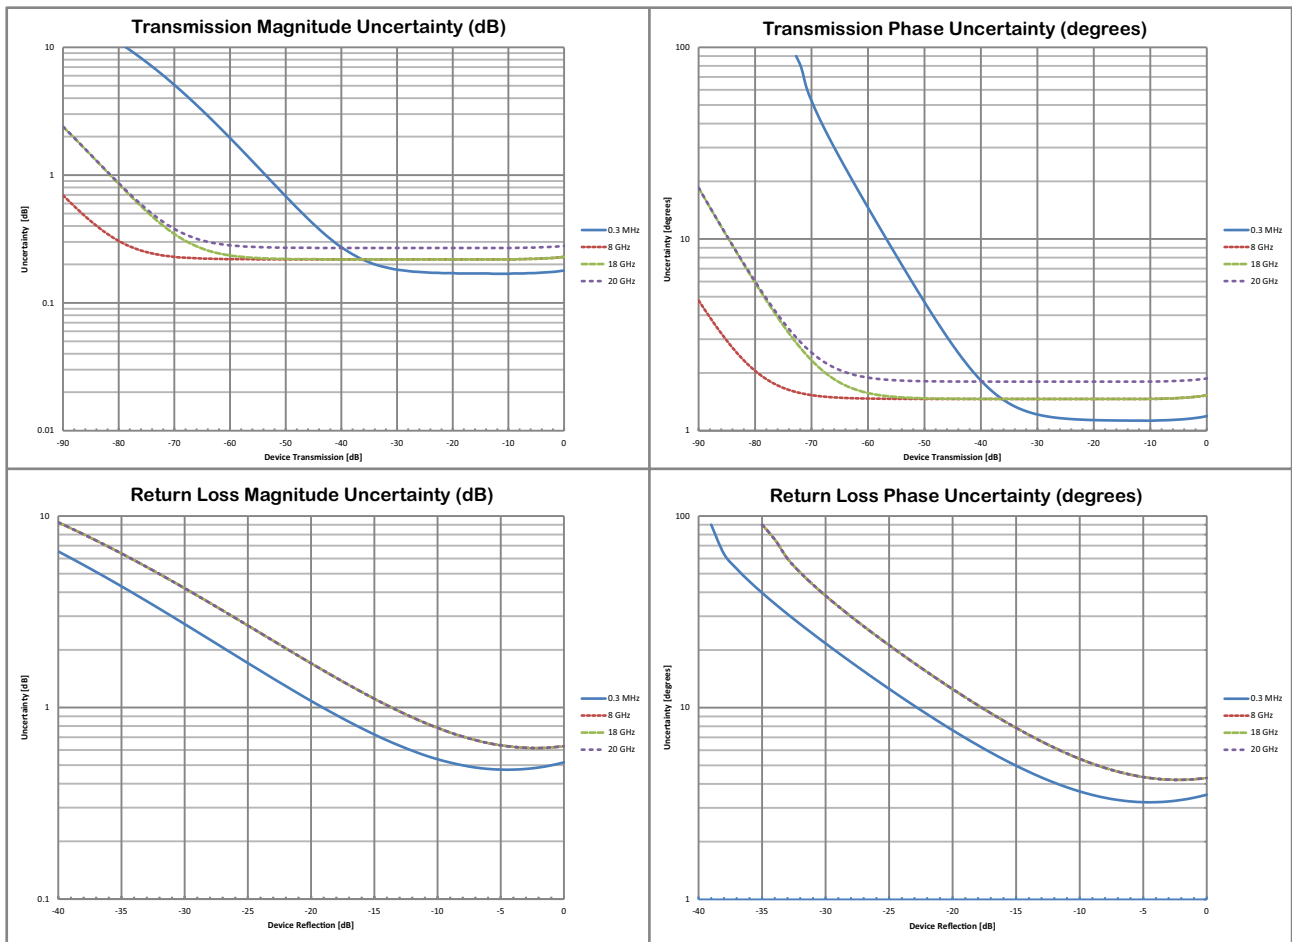 Transmission Magnitude Uncertainty (dB)
10
1
0.1
0.01
Uncertainty [dB]
-90 -80 -70 -60 -50 -40 -30 -20 -10 0
Device Transmission [dB]
0.3 MHz
8 GHz
18 GHz
20 GHz
Transmission Phase Uncertainty (degrees)
100
10
1
Uncertainty [degrees]
-90 -80 -70 -60 -50 -40 -30 -20 -10 0
Device Transmission [dB]
0.3 MHz
8 GHz
18 GHz
20 GHz
Return Loss Magnitude Uncertainty (dB)
10
1
0.1
Uncertainty [dB]
-40 -35 -30 -25 -20 -15 -10 -5 0
Device Reflection [dB]
0.3 MHz
8 GHz
18 GHz
20 GHz
Return Loss Phase Uncertainty (degrees)
100
10
1
Uncertainty [degrees]
-40 -35 -30 -25 -20 -15 -10 -5 0
Device Reflection [dB]
0.3 MHz
8 GHz
18 GHz
20 GHz